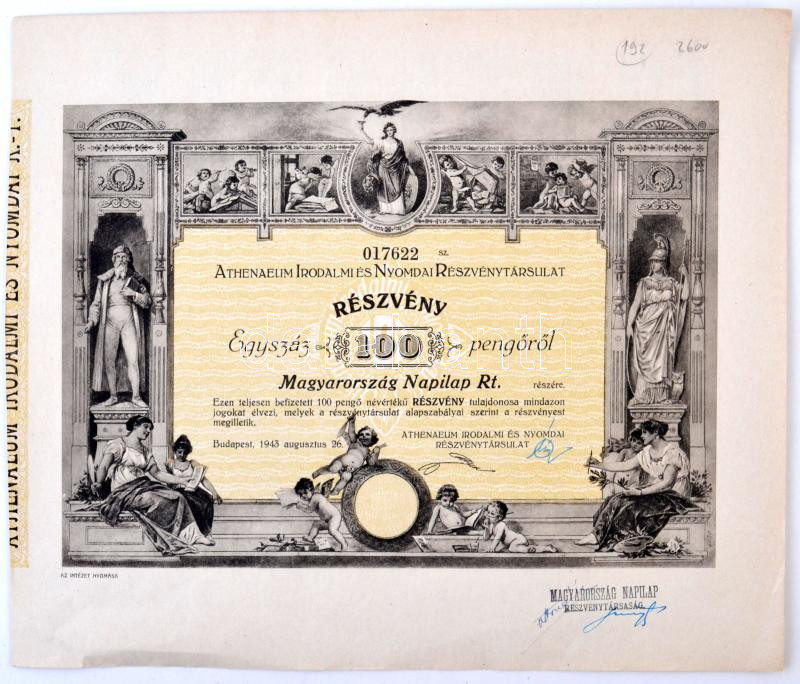 192 2600
ATHENAEUM IRODALMI ÉS NYOMDAI R.-T.
017622 SZ.
ATHENAEUM IRODALMI ÉS NYOMDAI RÉSZVÉNYTÁRSULAT
RÉSZVÉNY
Egyszáz 100 pengőről
Magyarország Napilap Rt. részére.
Ezen teljesen befizetett 100 pengő névértékű RÉSZVÉNY tulajdonosa mindazon
jogokat élvezi, melyek a részvénytársulat alapszabályai szerint a részvényest
megilletik.
Budapest, 1943 augusztus 26.
ATHENAEUM IRODALMI ÉS NYOMDAI
RÉSZVÉNYTÁRSULAT
AZ INTÉZET NYOMÁSA
MAGYARORSZÁG NAPILAP
RÉSZVÉNYTÁRSASÁG